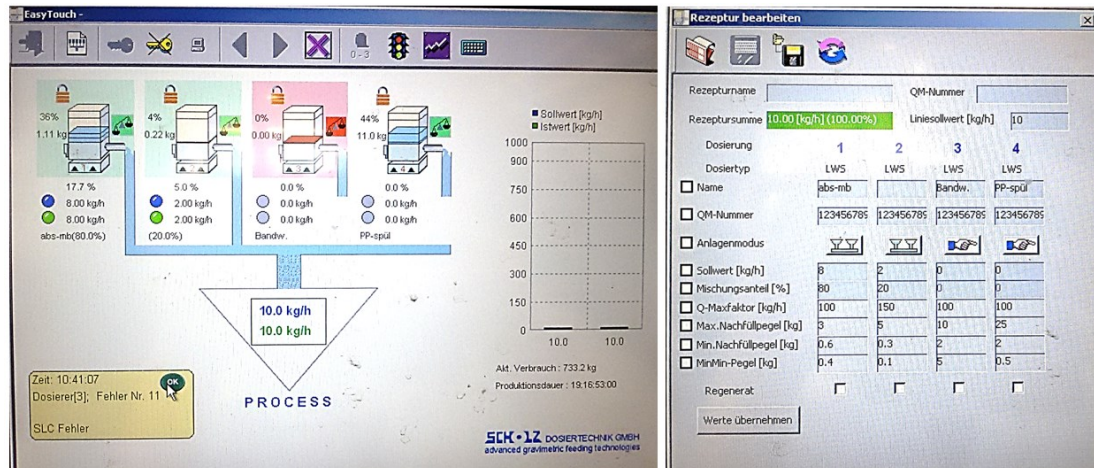 EasyTouch -
0 - 3
36%
1.11 kg
4%
0.22 kg
0%
0.00 kg
44%
11.0 kg
3
4
17.7 %
5.0 %
0.0 %
0.0 %
8.00 kg/h
2.00 kg/h
0.0 kg/h
0.0 kg/h
8.00 kg/h
2.00 kg/h
0.0 kg/h
0.0 kg/h
abs-mb(80.0%)
(20.0%)
Bandw.
PP-spül
10.0 kg/h
10.0 kg/h
PROCESS
Zeit: 10:41:07
OK
Dosierer[3]; Fehler Nr. 11
SLC Fehler
Sollwert [kg/h]
Istwert [kg/h]
1000
900
750
600
450
300
150
0
10.0
10.0
Akt. Verbrauch : 733.2 kg
Produktionsdauer : 19:16:53:00
SCH•LZ DOSIERTECHNIK GMBH
advanced gravimetric feeding technologies
Rezeptur bearbeiten
Rezepturname
QM-Nummer
Rezeptursumme 10.00 [kg/h] (100.00%) Liniesollwert [kg/h] 10
Dosierung 1 2 3 4
Dosiertyp LWS LWS LWS LWS
Name abs-mb Bandw. PP-spül
QM-Nummer 123456789 123456789 123456789 123456789
Anlagenmodus
Sollwert [kg/h] 8 2 0 0
Mischungsanteil [%] 80 20 0 0
Q-Maxfaktor [kg/h] 100 150 100 100
Max.Nachfüllpegel [kg] 3 5 10 25
Min.Nachfüllpegel [kg] 0.6 0.3 2 2
MinMin-Pegel [kg] 0.4 0.1 5 0.5
Regenerat
Werte übernehmen